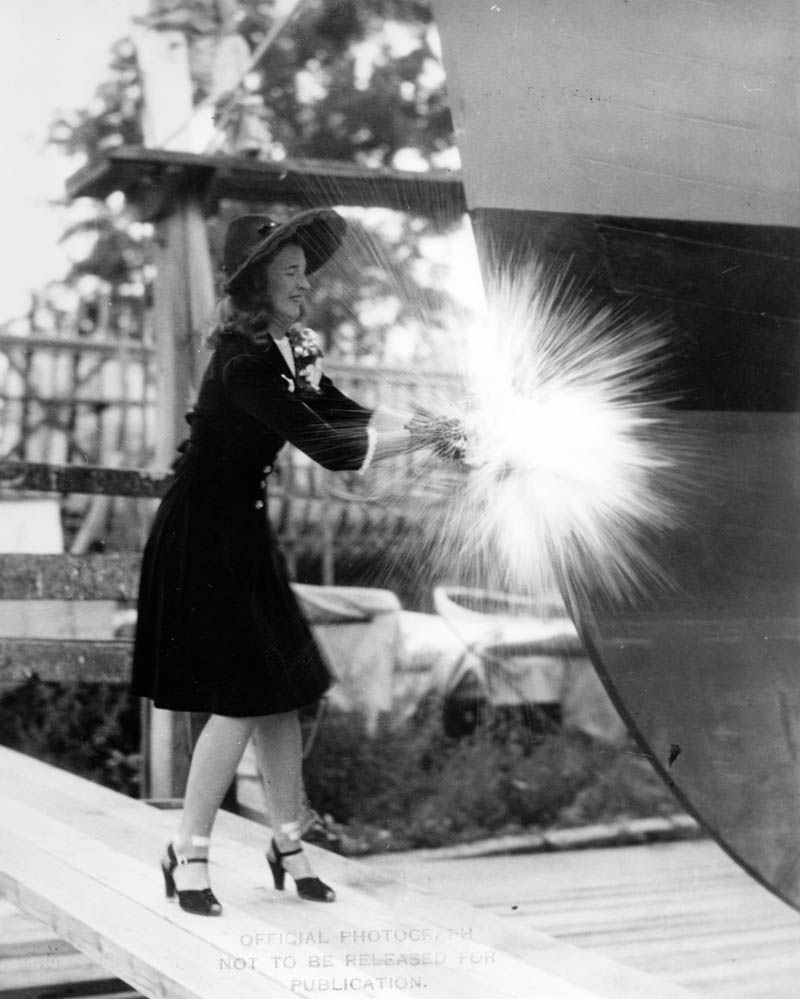 OFFICIAL PHOTOGRAPH
NOT TO BE RELEASED FOR
PUBLICATION.